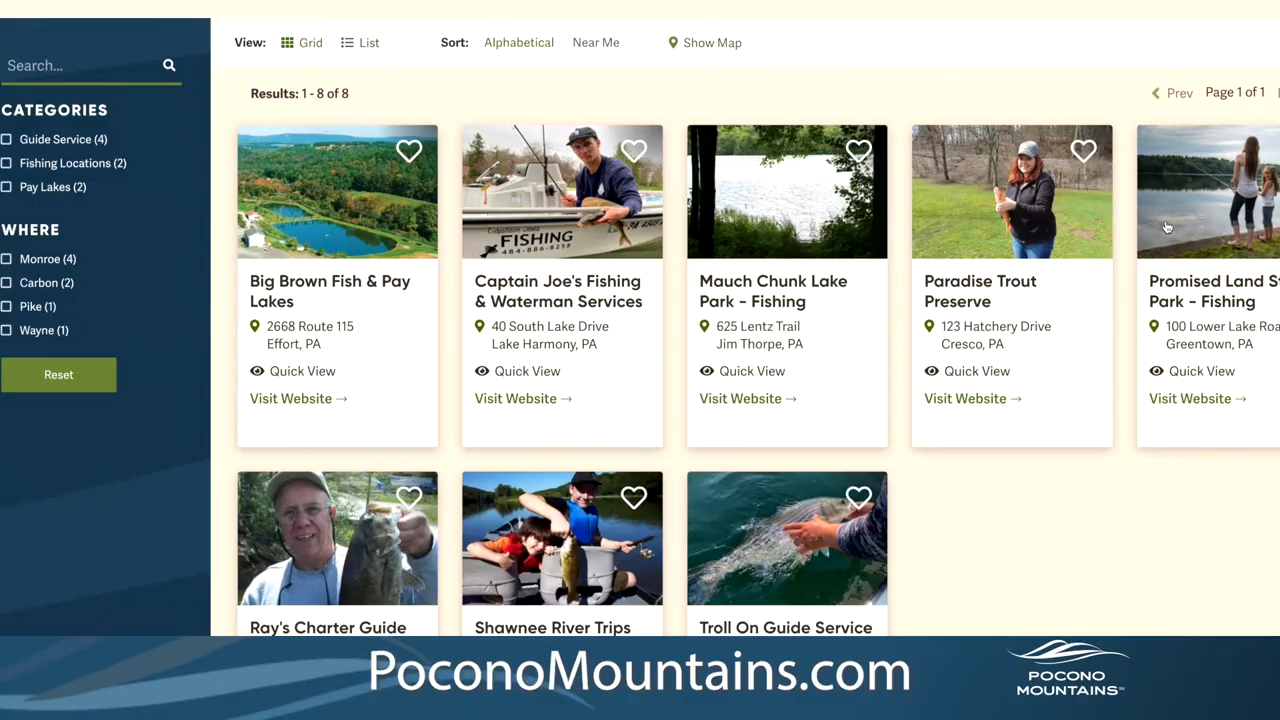 View: Grid List Sort: Alphabetical Near Me Show Map
Search...
Results: 1 - 8 of 8
Prev Page 1 of 1
CATEGORIES
Guide Service (4)
Fishing Locations (2)
Pay Lakes (2)
WHERE
Monroe (4)
Carbon (2)
Pike (1)
Wayne (1)
Reset
Captain Joe's
FISHING
484-886-8258
Big Brown Fish & Pay
Lakes
2668 Route 115
Effort, PA
Quick View
Visit Website →
Captain Joe's Fishing
& Waterman Services
40 South Lake Drive
Lake Harmony, PA
Quick View
Visit Website →
Mauch Chunk Lake
Park - Fishing
625 Lentz Trail
Jim Thorpe, PA
Quick View
Visit Website →
Paradise Trout
Preserve
123 Hatchery Drive
Cresco, PA
Quick View
Visit Website →
Promised Land S
Park - Fishing
100 Lower Lake Roa
Greentown, PA
Quick View
Visit Website →
Ray's Charter Guide
Shawnee River Trips
Troll On Guide Service
PoconoMountains.com
POCONO
MOUNTAINS